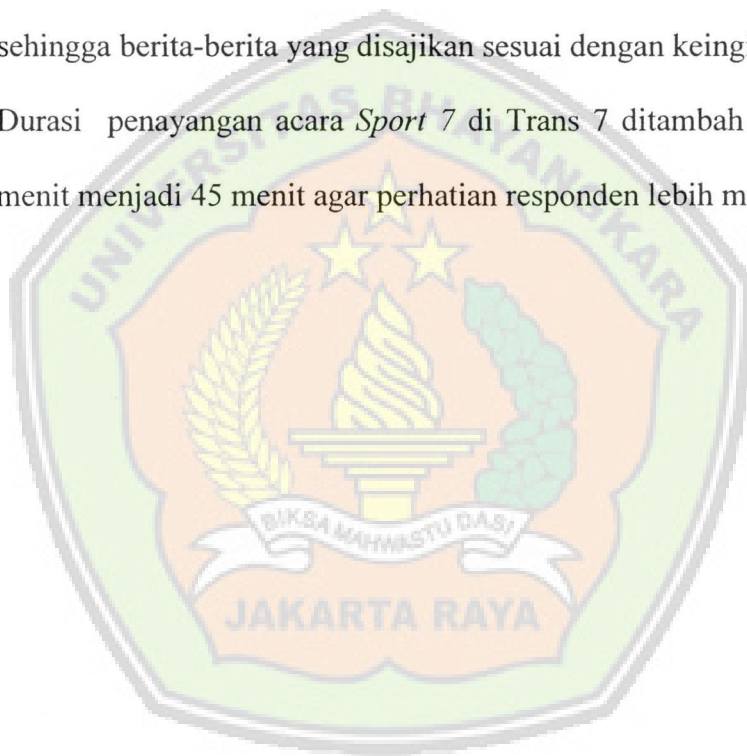 sehingga berita-berita yang disajikan sesuai dengan keing
Durasi penayangan acara Sport 7 di Trans 7 ditambah
menit menjadi 45 menit agar perhatian responden lebih m
UNIVERSITAS BHAYANGKARA
BIKSA MAHWASTU DASI
JAKARTA RAYA